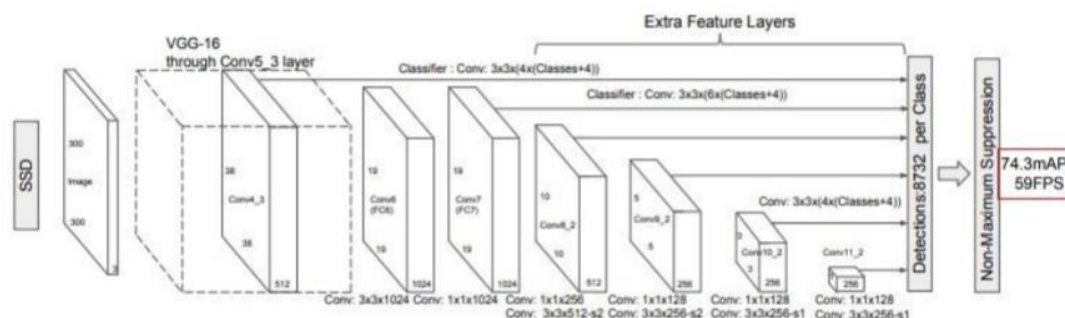 Extra Feature Layers
VGG-16
through Conv5_3 layer
Classifier : Conv: 3x3x(4x(Classes+4))
Classifier : Conv: 3x3x(6x(Classes+4))
SSD
300
Image
300
3
38
Conv4_3
38
512
19
Conv6
(FC6)
19
1024
19
Conv7
(FC7)
19
1024
10
Conv8_2
10
512
5
Conv9_2
5
256
Conv: 3x3x(4x(Classes+4))
3
Conv10_2
3
256
Conv11_2
1
256
Detections:8732 per Class
Non-Maximum Suppression
74.3mAP
59FPS
Conv: 3x3x1024
Conv: 1x1x1024
Conv: 1x1x256
Conv: 3x3x512-s2
Conv: 1x1x128
Conv: 3x3x256-s2
Conv: 1x1x128
Conv: 3x3x256-s1
Conv: 1x1x128
Conv: 3x3x256-s1